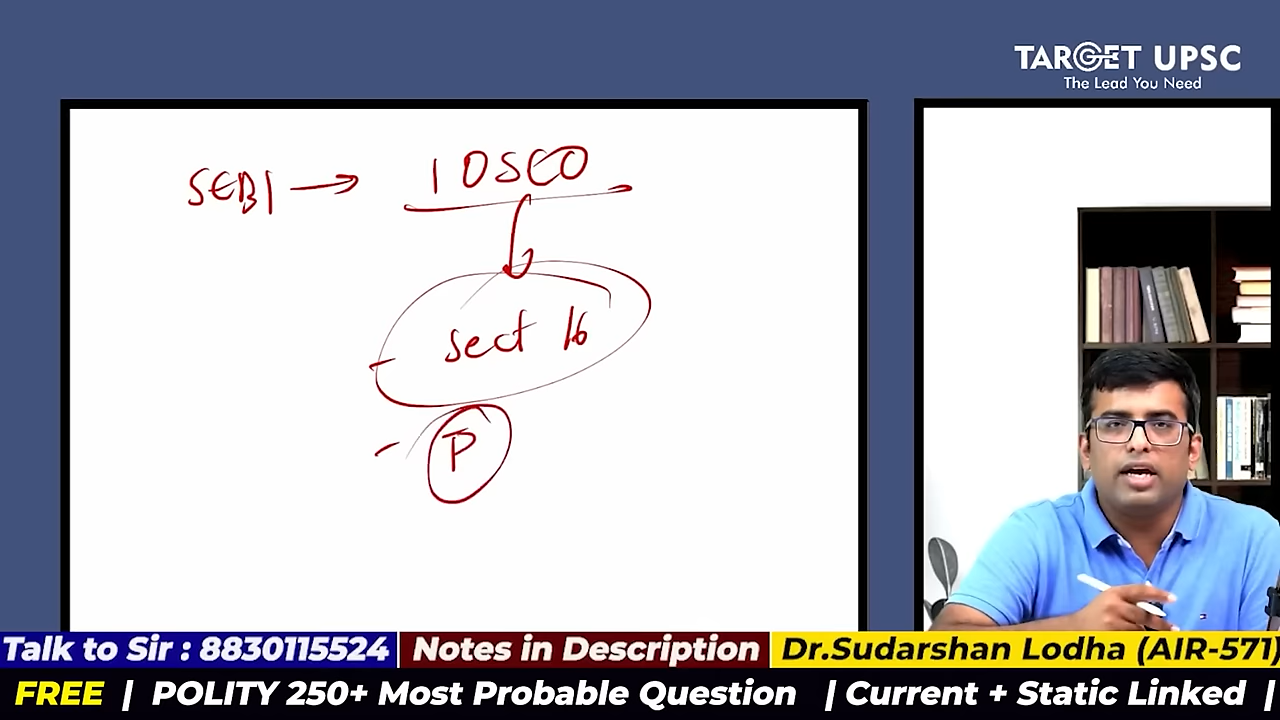 TARGET UPSC
The Lead You Need
SEBI → IOSCO
sect 16
P
Talk to Sir : 8830115524 Notes in Description Dr.Sudarshan Lodha (AIR-571)
FREE | POLITY 250+ Most Probable Question | Current + Static Linked |